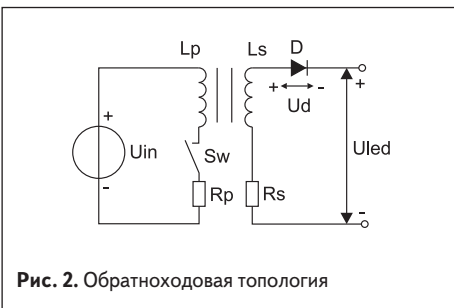 Lp Ls D
+ -
Ud
+
Uin
-
Sw
Rp Rs
+
Uled
-
Рис. 2. Обратноходовая топология